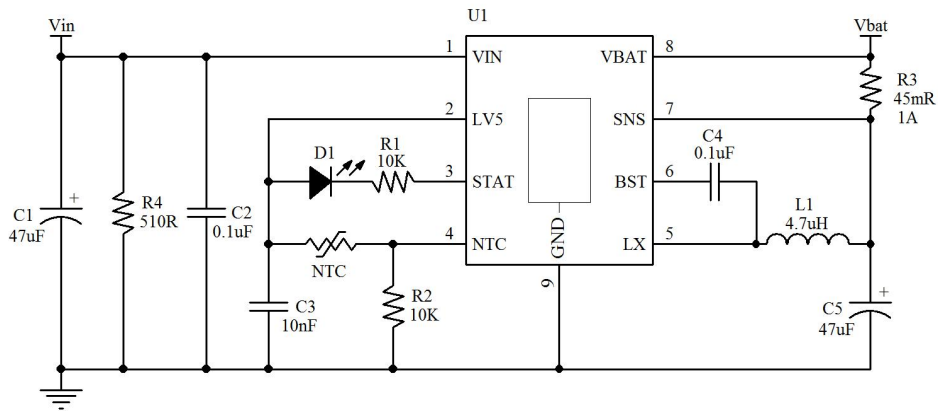 U1
Vin
Vbat
1
VIN
VBAT
8
R3
45mR
1A
2
LV5
SNS
7
D1
R1
10K
C4
0.1uF
3
STAT
BST
6
C1
+
47uF
R4
510R
C2
0.1uF
L1
4.7uH
4
NTC
LX
5
NTC
GND
9
C3
10nF
R2
10K
C5
+
47uF